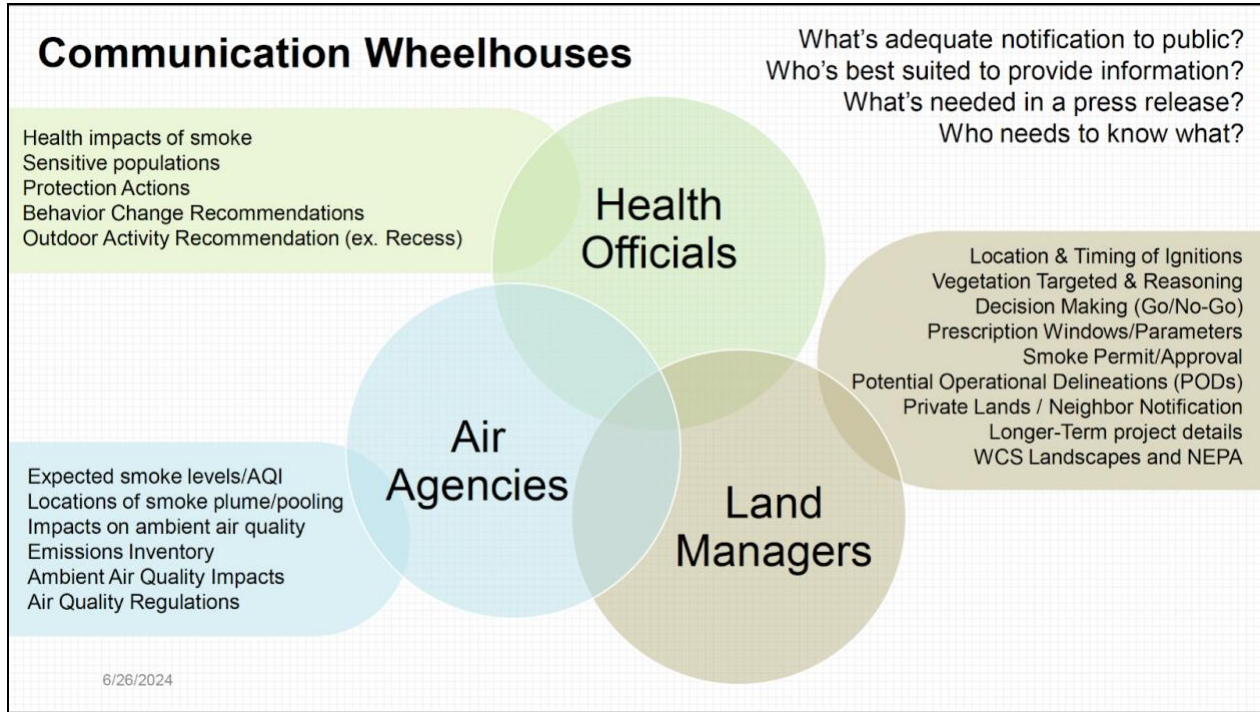 Communication Wheelhouses
What's adequate notification to public?
Who's best suited to provide information?
What's needed in a press release?
Who needs to know what?
Health impacts of smoke
Sensitive populations
Protection Actions
Behavior Change Recommendations
Outdoor Activity Recommendation (ex. Recess)
Health
Officials
Location & Timing of Ignitions
Vegetation Targeted & Reasoning
Decision Making (Go/No-Go)
Prescription Windows/Parameters
Smoke Permit/Approval
Potential Operational Delineations (PODs)
Private Lands / Neighbor Notification
Longer-Term project details
WCS Landscapes and NEPA
Air
Agencies
Expected smoke levels/AQI
Locations of smoke plume/pooling
Impacts on ambient air quality
Emissions Inventory
Ambient Air Quality Impacts
Air Quality Regulations
Land
Managers
6/26/2024